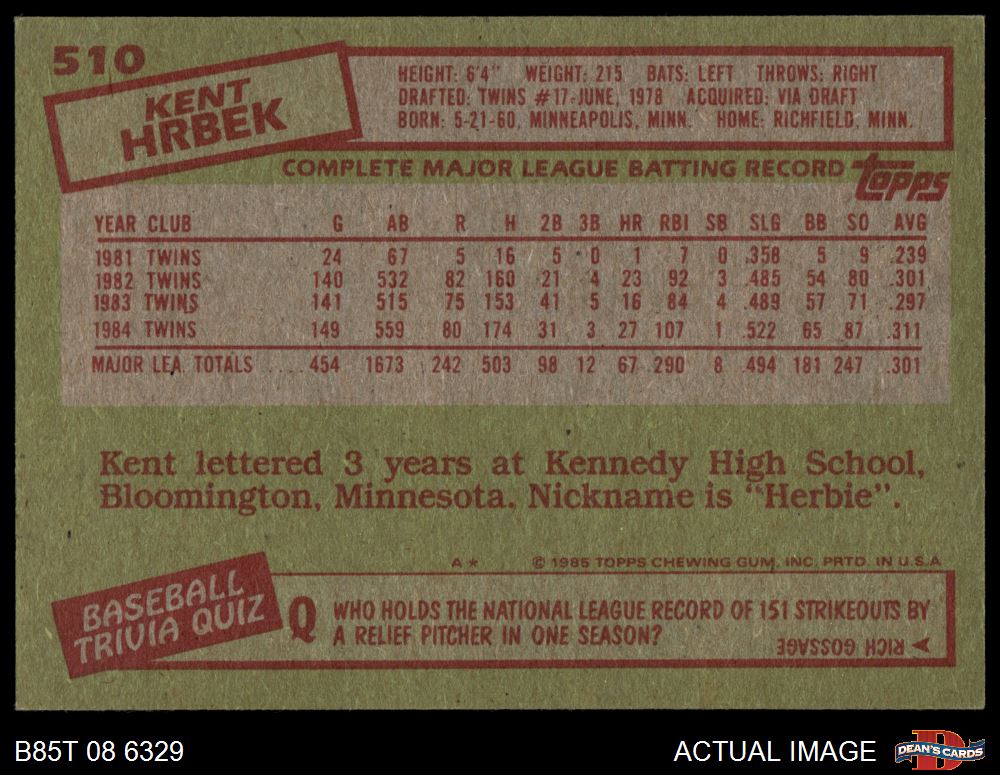 510
KENT
HRBEK
HEIGHT: 6'4" WEIGHT: 215 BATS: LEFT THROWS: RIGHT
DRAFTED: TWINS #17-JUNE, 1978 ACQUIRED: VIA DRAFT
BORN: 5-21-60, MINNEAPOLIS, MINN. HOME: RICHFIELD, MINN.
COMPLETE MAJOR LEAGUE BATTING RECORD topps
YEAR CLUB G AB R H 2B 3B HR RBI SB SLG BB SO AVG
1981 TWINS 24 67 5 16 5 0 1 7 0 .358 5 9 .239
1982 TWINS 140 532 82 160 21 4 23 92 3 .485 54 80 .301
1983 TWINS 141 515 75 153 41 5 16 84 4 .489 57 71 .297
1984 TWINS 149 559 80 174 31 3 27 107 1 .522 65 87 .311
MAJOR LEA. TOTALS .... 454 1673 242 503 98 12 67 290 8 .494 181 247 .301
Kent lettered 3 years at Kennedy High School,
Bloomington, Minnesota. Nickname is "Herbie".
A* © 1985 TOPPS CHEWING GUM, INC. PRTD. IN U.S.A
BASEBALL
TRIVIA QUIZ
Q WHO HOLDS THE NATIONAL LEAGUE RECORD OF 151 STRIKEOUTS BY
A RELIEF PITCHER IN ONE SEASON?
RICH GOSSAGE
B85T 08 6329
ACTUAL IMAGE
D
DEAN'S CARDS